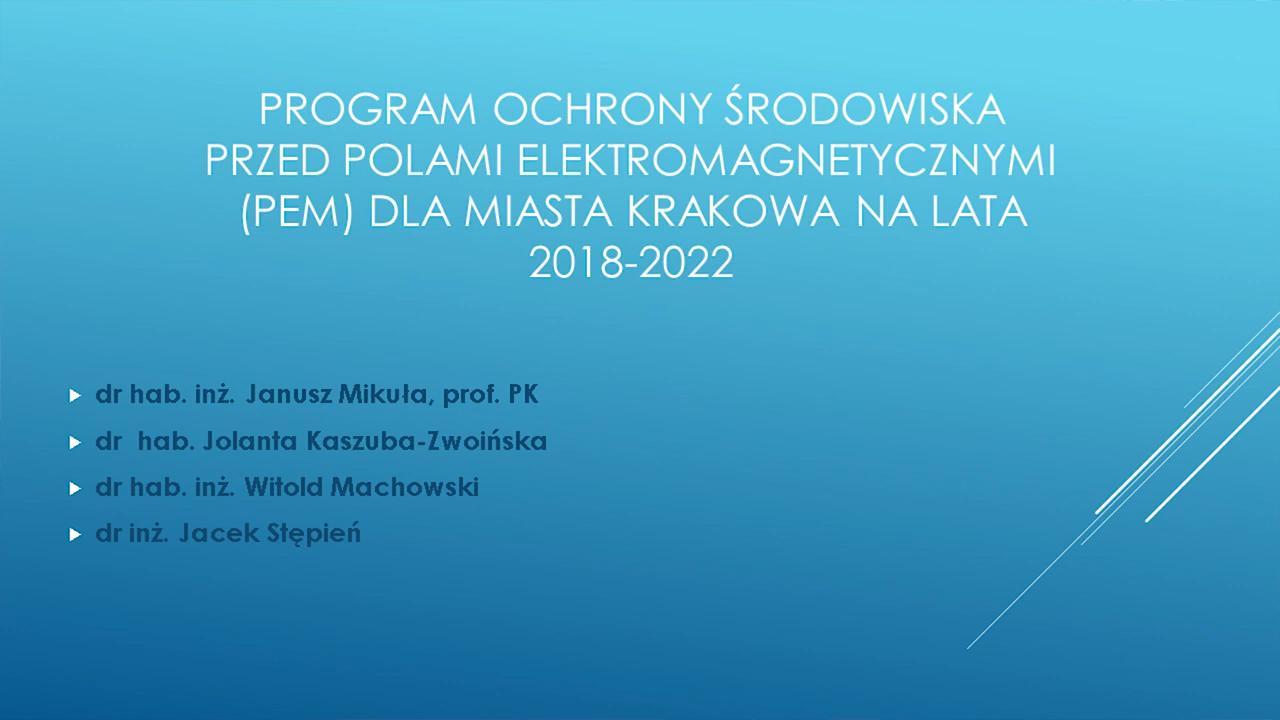 PROGRAM OCHRONY ŚRODOWISKA
PRZED POLAMI ELEKTROMAGNETYCZNYMI
(PEM) DLA MIASTA KRAKOWA NA LATA
2018-2022
dr hab. inż. Janusz Mikuła, prof. PK
dr hab. Jolanta Kaszuba-Zwoińska
dr hab. inż. Witold Machowski
dr inż. Jacek Stępień